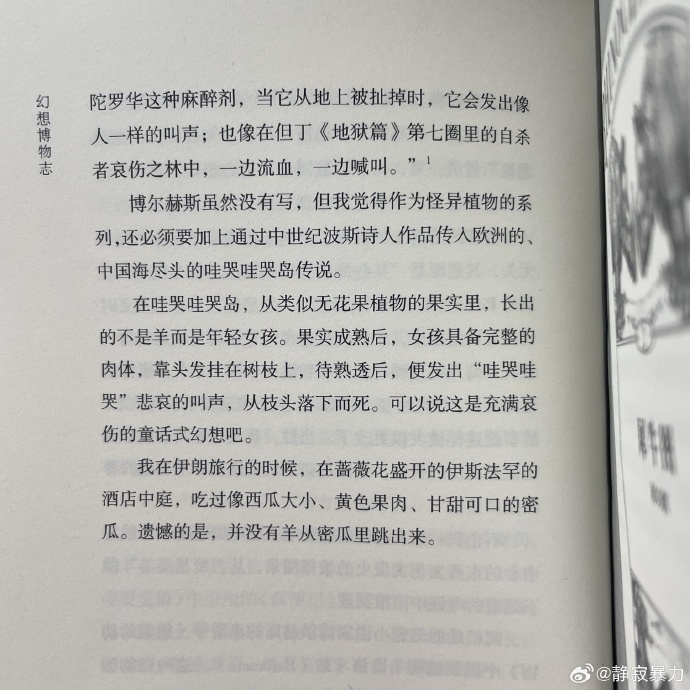 幻想博物志
陀罗华这种麻醉剂，当它从地上被扯掉时，它会发出像
人一样的叫声；也像在但丁《地狱篇》第七圈里的自杀
者哀伤之林中，一边流血，一边喊叫。”1
博尔赫斯虽然没有写，但我觉得作为怪异植物的系
列，还必须要加上通过中世纪波斯诗人作品传入欧洲的、
中国海尽头的哇哭哇哭岛传说。
在哇哭哇哭岛，从类似无花果植物的果实里，长出
的不是羊而是年轻女孩。果实成熟后，女孩具备完整的
肉体，靠头发挂在树枝上，待熟透后，便发出“哇哭哇
哭”悲哀的叫声，从枝头落下而死。可以说这是充满哀
伤的童话式幻想吧。
我在伊朗旅行的时候，在蔷薇花盛开的伊斯法罕的
酒店中庭，吃过像西瓜大小、黄色果肉、甘甜可口的密
瓜。遗憾的是，并没有羊从密瓜里跳出来。
犀牛图
@静寂暴力